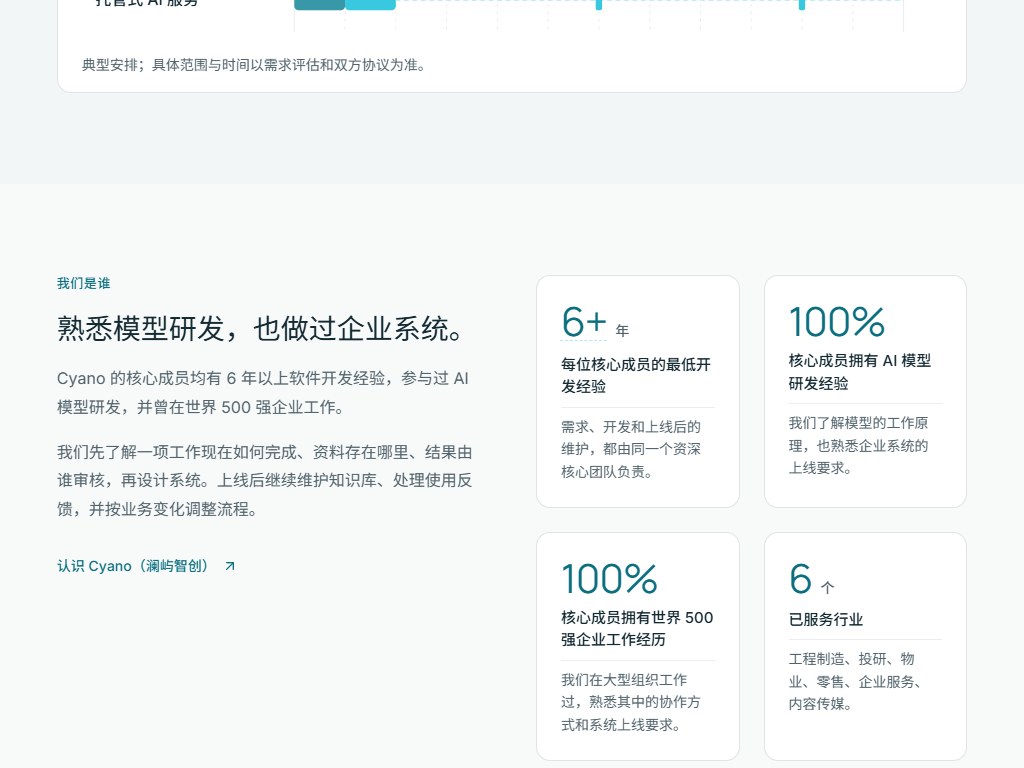 托管式 AI 服务
典型安排；具体范围与时间以需求评估和双方协议为准。
我们是谁
熟悉模型研发，也做过企业系统。
Cyano 的核心成员均有 6 年以上软件开发经验，参与过 AI
模型研发，并曾在世界 500 强企业工作。
我们先了解一项工作现在如何完成、资料存在哪里、结果由
谁审核，再设计系统。上线后继续维护知识库、处理使用反
馈，并按业务变化调整流程。
认识 Cyano（澜屿智创）
6+ 年
每位核心成员的最低开
发经验
需求、开发和上线后的
维护，都由同一个资深
核心团队负责。
100%
核心成员拥有 AI 模型
研发经验
我们了解模型的工作原
理，也熟悉企业系统的
上线要求。
100%
核心成员拥有世界 500
强企业工作经历
我们在大型组织工作
过，熟悉其中的协作方
式和系统上线要求。
6 个
已服务行业
工程制造、投研、物
业、零售、企业服务、
内容传媒。